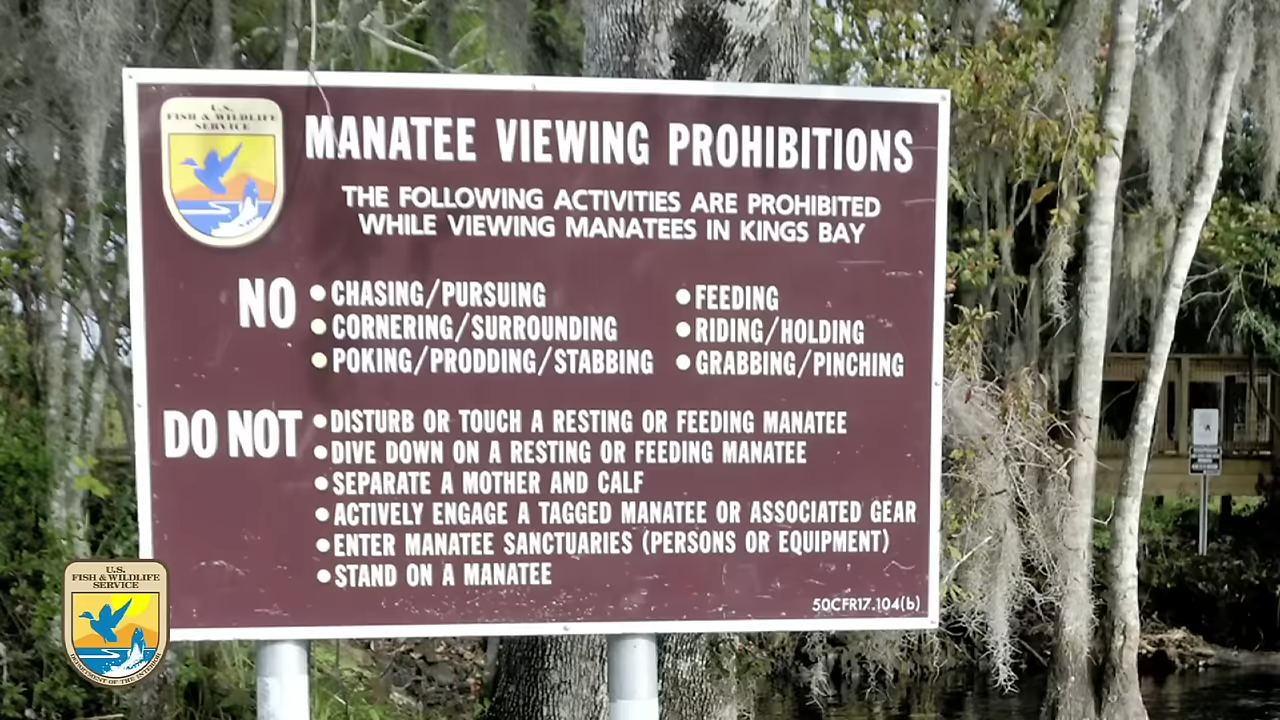 U.S.
FISH & WILDLIFE
SERVICE
MANATEE VIEWING PROHIBITIONS
THE FOLLOWING ACTIVITIES ARE PROHIBITED
WHILE VIEWING MANATEES IN KINGS BAY
NO
• CHASING/PURSUING
• CORNERING/SURROUNDING
• POKING/PRODDING/STABBING
• FEEDING
• RIDING/HOLDING
• GRABBING/PINCHING
DO NOT
• DISTURB OR TOUCH A RESTING OR FEEDING MANATEE
• DIVE DOWN ON A RESTING OR FEEDING MANATEE
• SEPARATE A MOTHER AND CALF
• ACTIVELY ENGAGE A TAGGED MANATEE OR ASSOCIATED GEAR
• ENTER MANATEE SANCTUARIES (PERSONS OR EQUIPMENT)
• STAND ON A MANATEE
50CFR17.104(b)
U.S.
FISH & WILDLIFE
SERVICE
DEPARTMENT OF THE INTERIOR